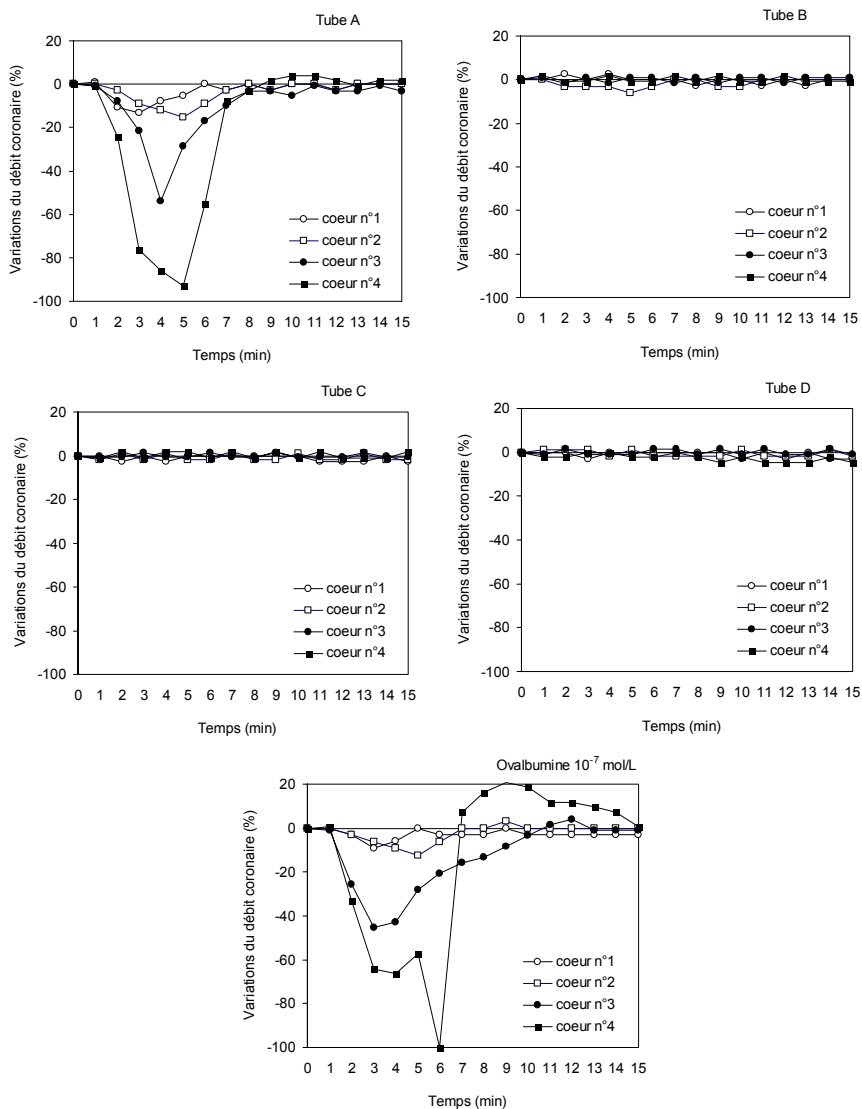 Tube A
Variations du débit coronaire (%)
20
0
-20
-40
-60
-80
-100
coeur n°1
coeur n°2
coeur n°3
coeur n°4
0 1 2 3 4 5 6 7 8 9 10 11 12 13 14 15
Temps (min)
Tube B
Variations du débit coronaire (%)
20
0
-20
-40
-60
-80
-100
coeur n°1
coeur n°2
coeur n°3
coeur n°4
0 1 2 3 4 5 6 7 8 9 10 11 12 13 14 15
Temps (min)
Tube C
Variations du débit coronaire (%)
20
0
-20
-40
-60
-80
-100
coeur n°1
coeur n°2
coeur n°3
coeur n°4
0 1 2 3 4 5 6 7 8 9 10 11 12 13 14 15
Temps (min)
Tube D
Variations du débit coronaire (%)
20
0
-20
-40
-60
-80
-100
coeur n°1
coeur n°2
coeur n°3
coeur n°4
0 1 2 3 4 5 6 7 8 9 10 11 12 13 14 15
Temps (min)
Ovalbumine 10⁻⁷ mol/L
Variations du débit coronaire (%)
20
0
-20
-40
-60
-80
-100
coeur n°1
coeur n°2
coeur n°3
coeur n°4
0 1 2 3 4 5 6 7 8 9 10 11 12 13 14 15
Temps (min)